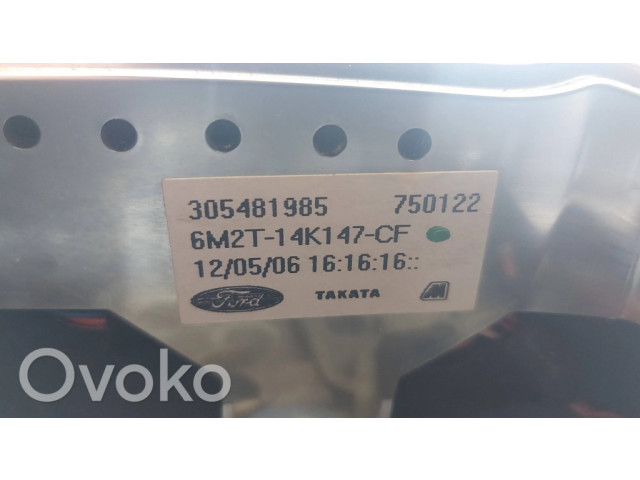 305481985 750122
6M2T-14K147-CF
12/05/06 16:16:16::
Ford TAKATA M
Ovoko